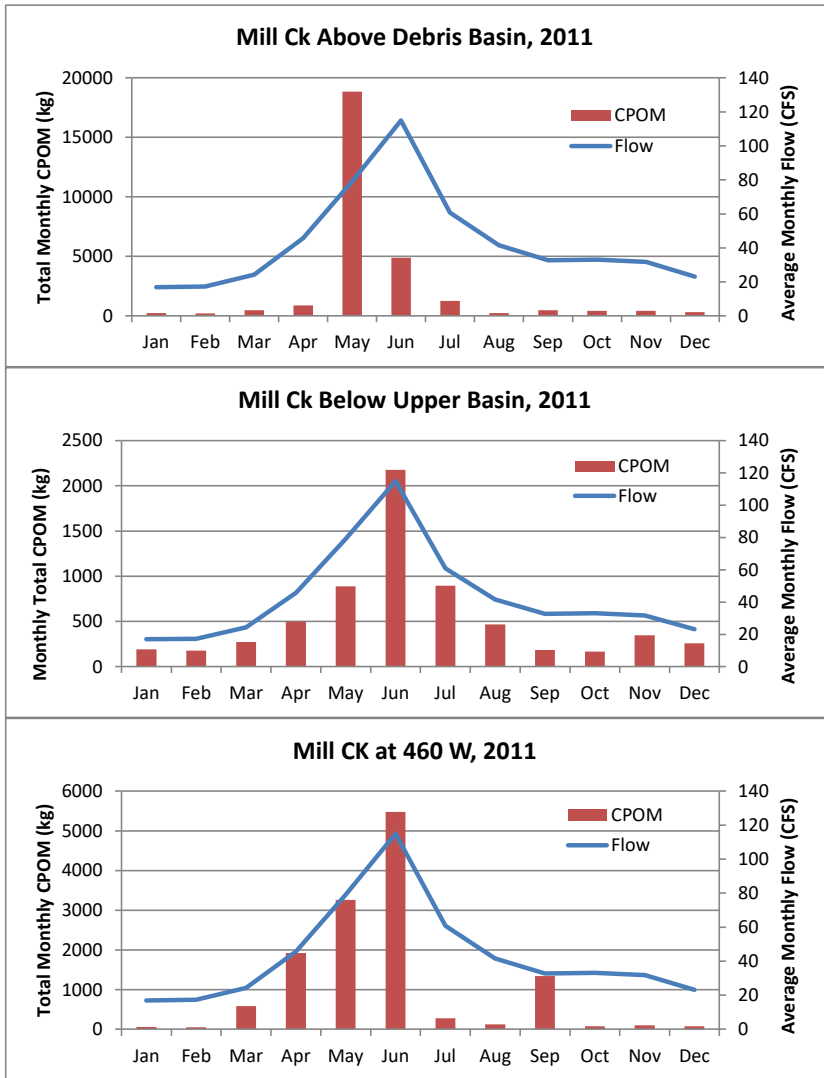 Mill Ck Above Debris Basin, 2011
Total Monthly CPOM (kg)
20000
15000
10000
5000
0
CPOM
Flow
140
120
100
80
60
40
20
0
Average Monthly Flow (CFS)
Jan Feb Mar Apr May Jun Jul Aug Sep Oct Nov Dec
Mill Ck Below Upper Basin, 2011
Monthly Total CPOM (kg)
2500
2000
1500
1000
500
0
CPOM
Flow
140
120
100
80
60
40
20
0
Average Monthly Flow (CFS)
Jan Feb Mar Apr May Jun Jul Aug Sep Oct Nov Dec
Mill CK at 460 W, 2011
Total Monthly CPOM (kg)
6000
5000
4000
3000
2000
1000
0
CPOM
Flow
140
120
100
80
60
40
20
0
Average Monthly Flow (CFS)
Jan Feb Mar Apr May Jun Jul Aug Sep Oct Nov Dec